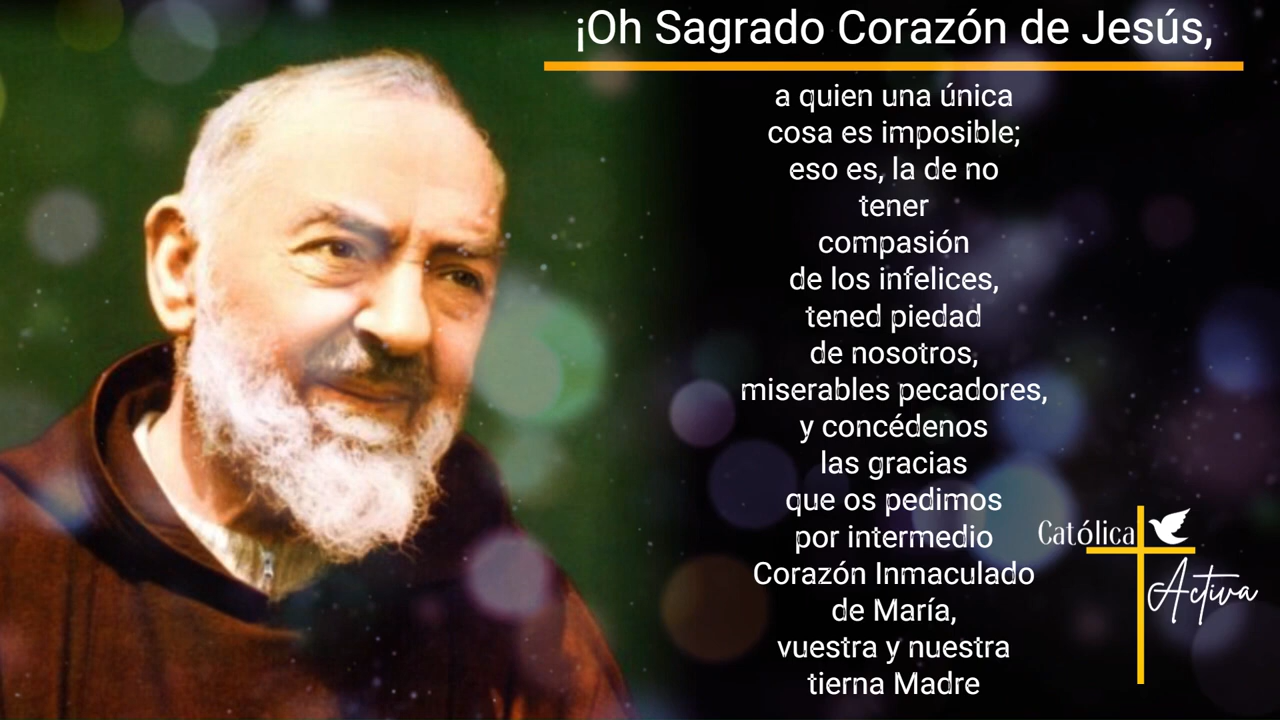 ¡Oh Sagrado Corazón de Jesús,
a quien una única
cosa es imposible;
eso es, la de no
tener
compasión
de los infelices,
tened piedad
de nosotros,
miserables pecadores,
y concédenos
las gracias
que os pedimos
por intermedio
Corazón Inmaculado
de María,
vuestra y nuestra
tierna Madre
Católica
Activa